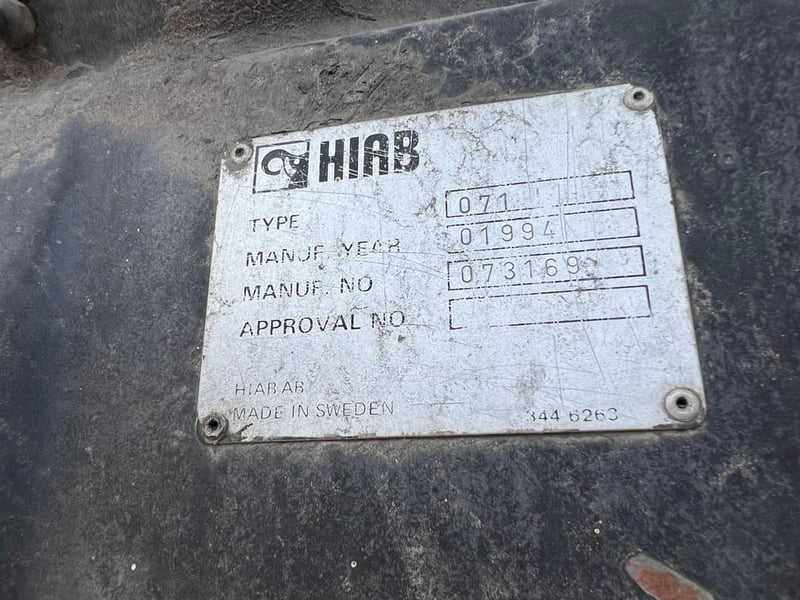 HIAB
TYPE 071
MANUF. YEAR 01994
MANUF. NO 073169
APPROVAL NO
HIAB AB
MADE IN SWEDEN 344 6263